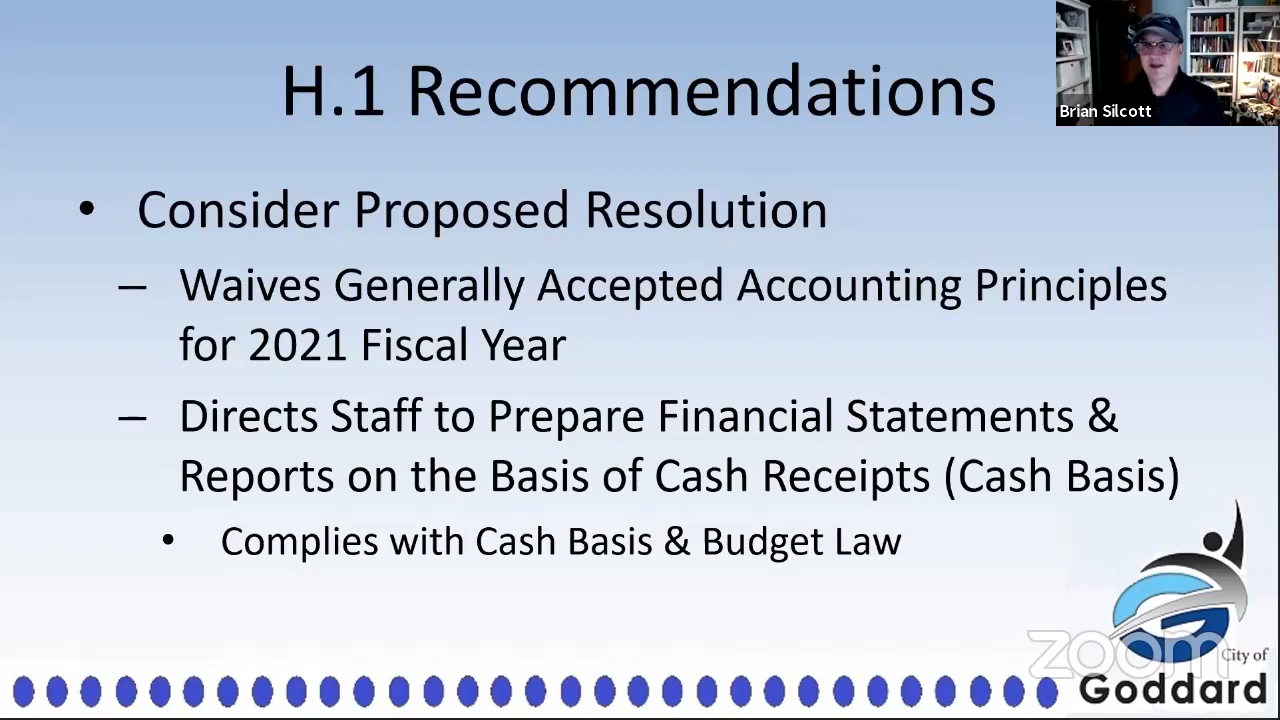 H.1 Recommendations
Brian Silcott
• Consider Proposed Resolution
– Waives Generally Accepted Accounting Principles
for 2021 Fiscal Year
– Directs Staff to Prepare Financial Statements &
Reports on the Basis of Cash Receipts (Cash Basis)
• Complies with Cash Basis & Budget Law
zoom
City of
Goddard